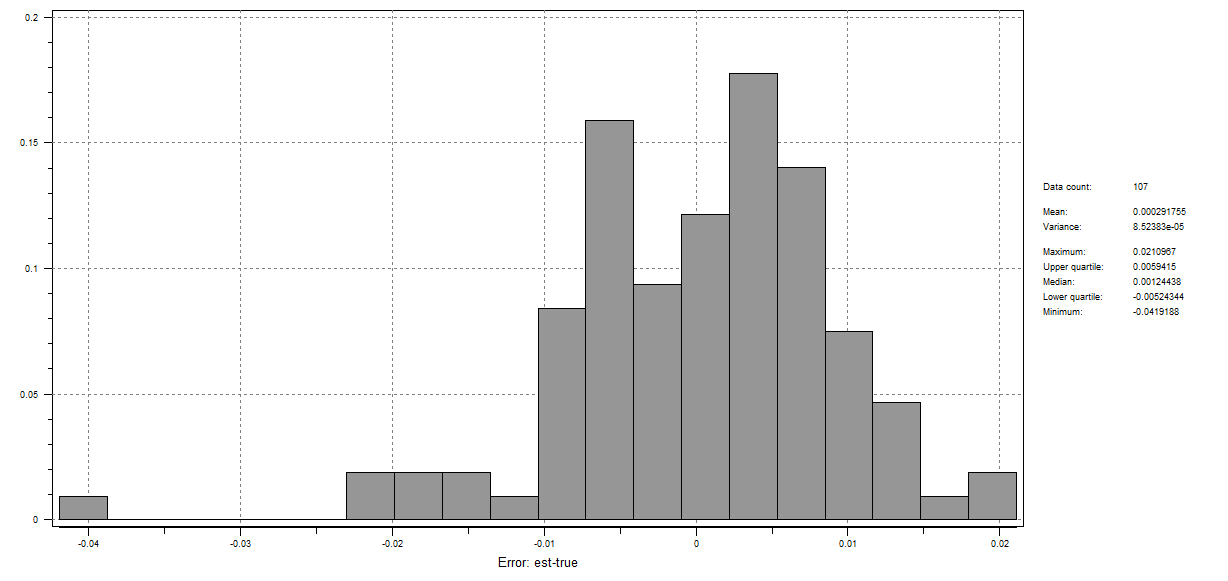 0.2
0.15
0.1
0.05
0
-0.04 -0.03 -0.02 -0.01 0 0.01 0.02
Error: est-true
Data count: 107
Mean: 0.000291755
Variance: 8.52383e-05
Maximum: 0.0210967
Upper quartile: 0.0059415
Median: 0.00124438
Lower quartile: -0.00524344
Minimum: -0.0419188